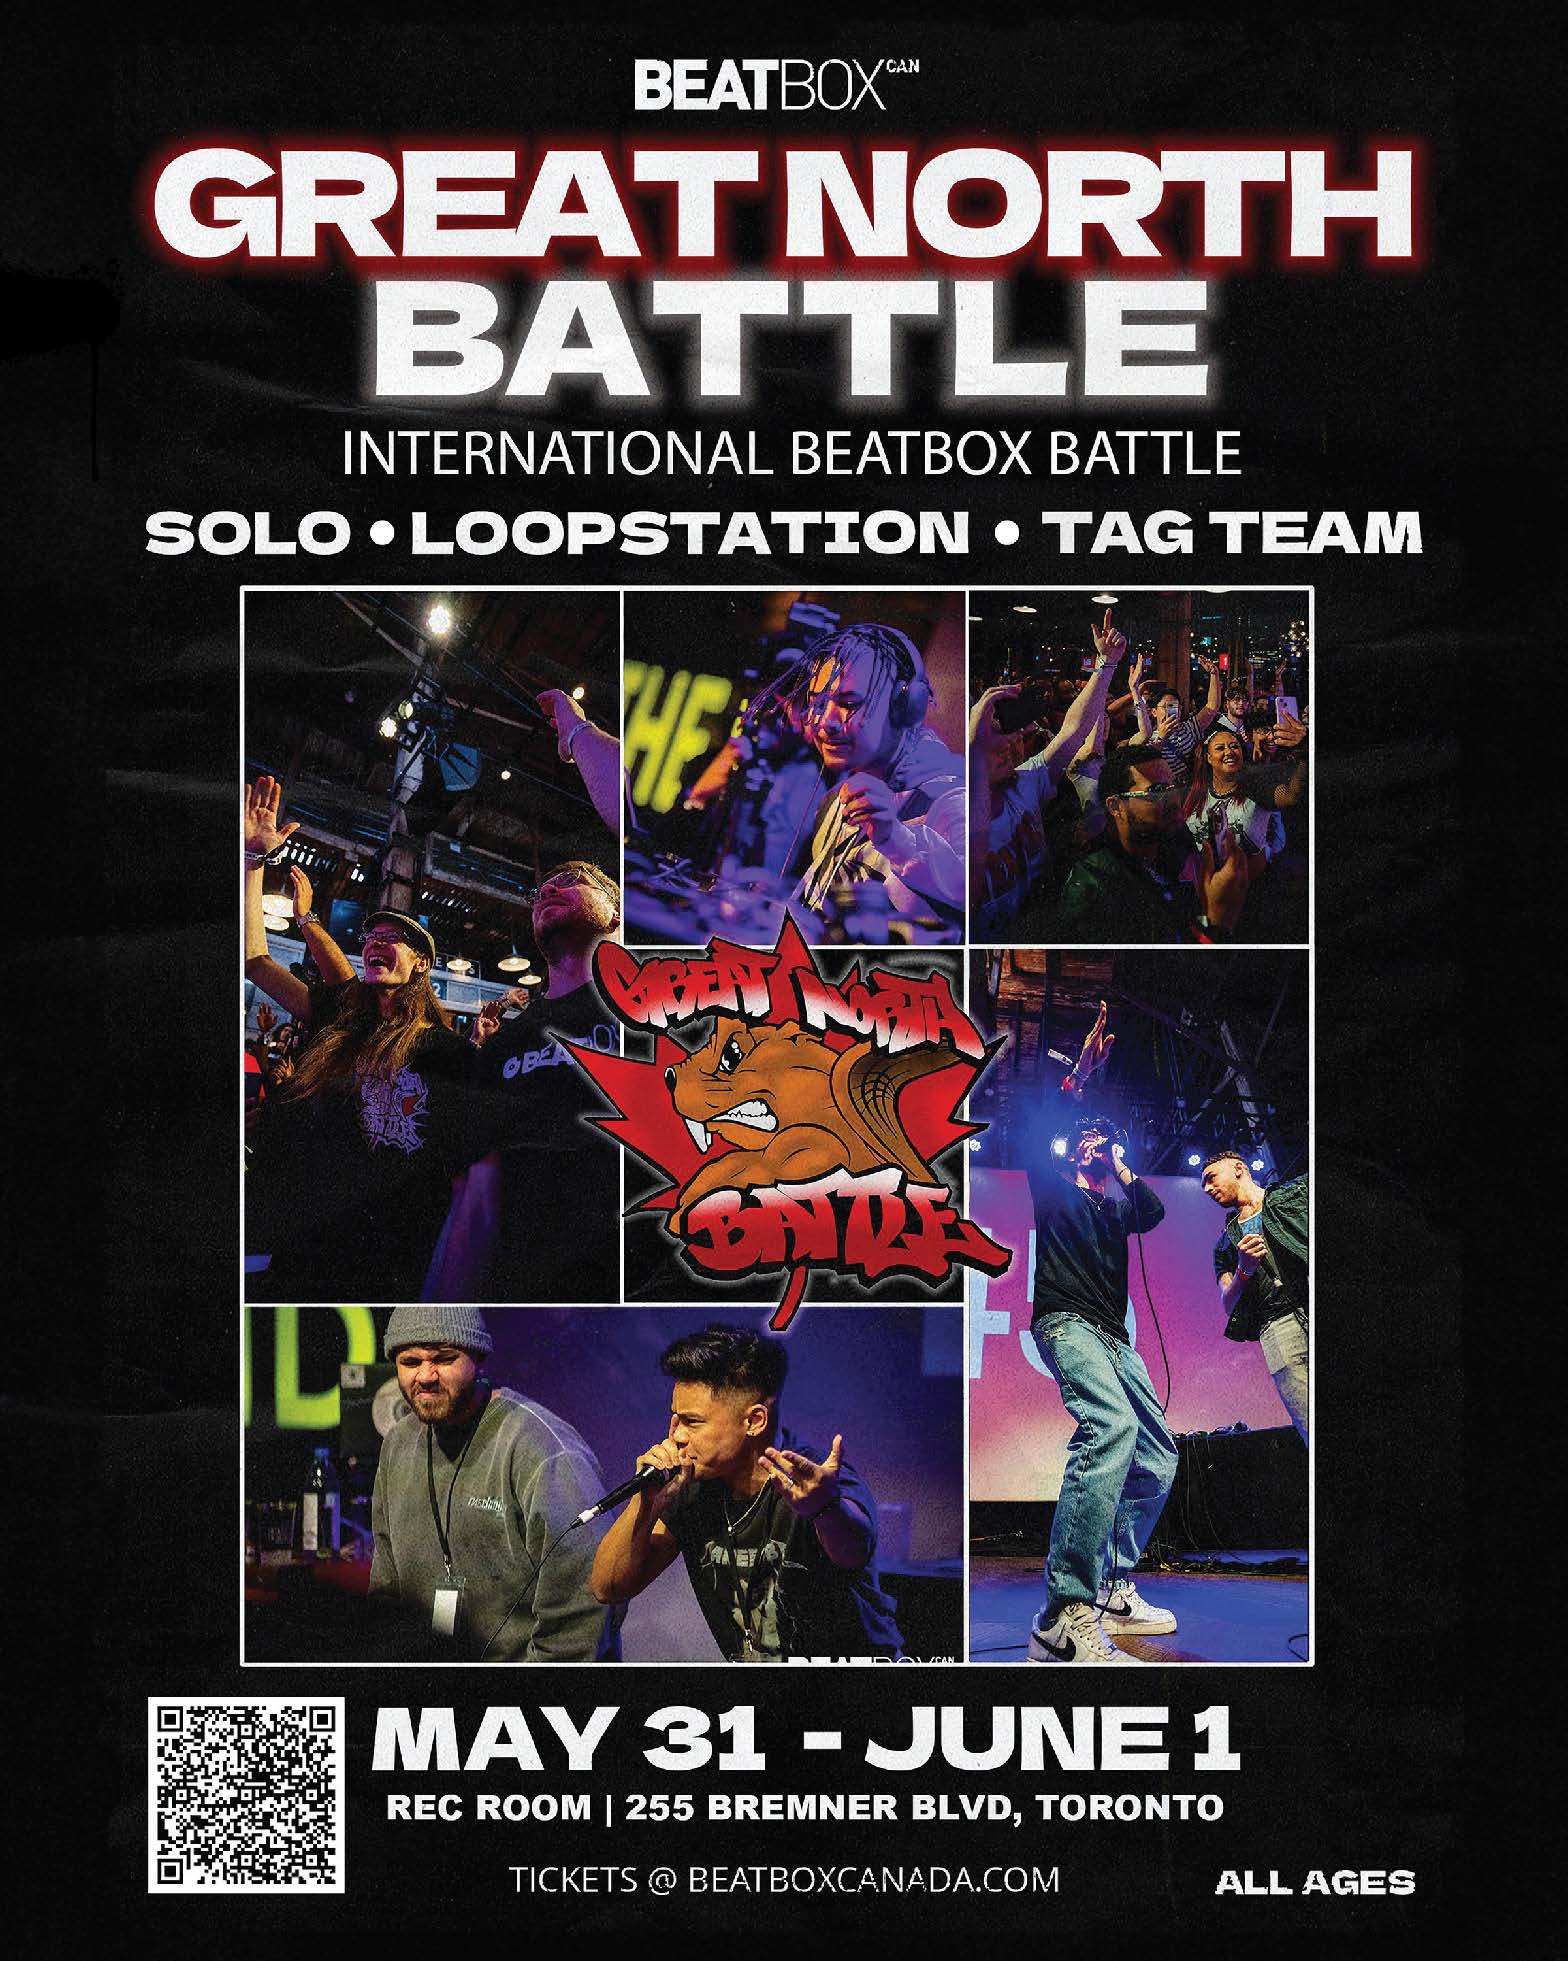 BEATBOX CAN
GREAT NORTH
BATTLE
INTERNATIONAL BEATBOX BATTLE
SOLO • LOOPSTATION • TAG TEAM
THE
GREAT NORTH
BATTLE
MAY 31 - JUNE 1
REC ROOM | 255 BREMNER BLVD, TORONTO
TICKETS @ BEATBOXCANADA.COM
ALL AGES